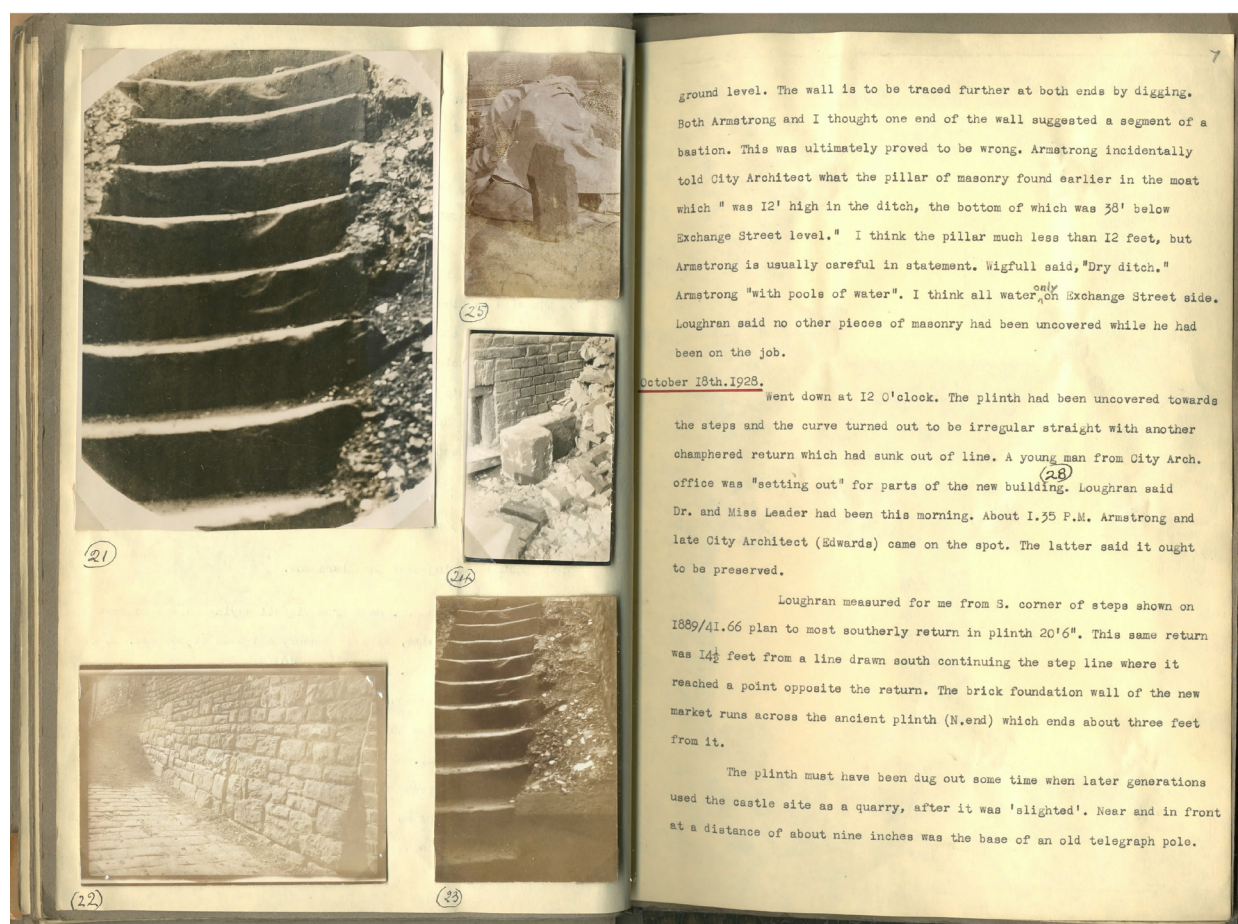 (21)
(22)
(25)
(24)
(23)
7
ground level. The wall is to be traced further at both ends by digging.
Both Armstrong and I thought one end of the wall suggested a segment of a
bastion. This was ultimately proved to be wrong. Armstrong incidentally
told City Architect what the pillar of masonry found earlier in the moat
which " was I2' high in the ditch, the bottom of which was 38' below
Exchange Street level." I think the pillar much less than I2 feet, but
Armstrong is usually careful in statement. Wigfull said,"Dry ditch."
Armstrong "with pools of water". I think all water only on Exchange Street side.
Loughran said no other pieces of masonry had been uncovered while he had
been on the job.
October I8th.I928.
Went down at I2 O'clock. The plinth had been uncovered towards
the steps and the curve turned out to be irregular straight with another
champhered return which had sunk out of line. A young man from City Arch.
(28)
office was "setting out" for parts of the new building. Loughran said
Dr. and Miss Leader had been this morning. About I.35 P.M. Armstrong and
late City Architect (Edwards) came on the spot. The latter said it ought
to be preserved.
Loughran measured for me from S. corner of steps shown on
I889/4I.66 plan to most southerly return in plinth 20'6". This same return
was I4½ feet from a line drawn south continuing the step line where it
reached a point opposite the return. The brick foundation wall of the new
market runs across the ancient plinth (N.end) which ends about three feet
from it.
The plinth must have been dug out some time when later generations
used the castle site as a quarry, after it was 'slighted'. Near and in front
at a distance of about nine inches was the base of an old telegraph pole.